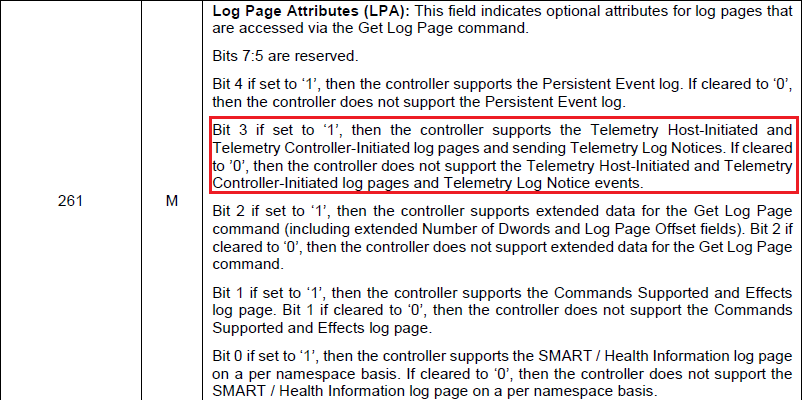 Log Page Attributes (LPA): This field indicates optional attributes for log pages that
are accessed via the Get Log Page command.
Bits 7:5 are reserved.
Bit 4 if set to ‘1’, then the controller supports the Persistent Event log. If cleared to ‘0’,
then the controller does not support the Persistent Event log.
Bit 3 if set to ‘1’, then the controller supports the Telemetry Host-Initiated and
Telemetry Controller-Initiated log pages and sending Telemetry Log Notices. If cleared
to ’0’, then the controller does not support the Telemetry Host-Initiated and Telemetry
Controller-Initiated log pages and Telemetry Log Notice events.
261
M
Bit 2 if set to ‘1’, then the controller supports extended data for the Get Log Page
command (including extended Number of Dwords and Log Page Offset fields). Bit 2 if
cleared to ‘0’, then the controller does not support extended data for the Get Log Page
command.
Bit 1 if set to ‘1’, then the controller supports the Commands Supported and Effects
log page. Bit 1 if cleared to ‘0’, then the controller does not support the Commands
Supported and Effects log page.
Bit 0 if set to ‘1’, then the controller supports the SMART / Health Information log page
on a per namespace basis. If cleared to ‘0’, then the controller does not support the
SMART / Health Information log page on a per namespace basis.